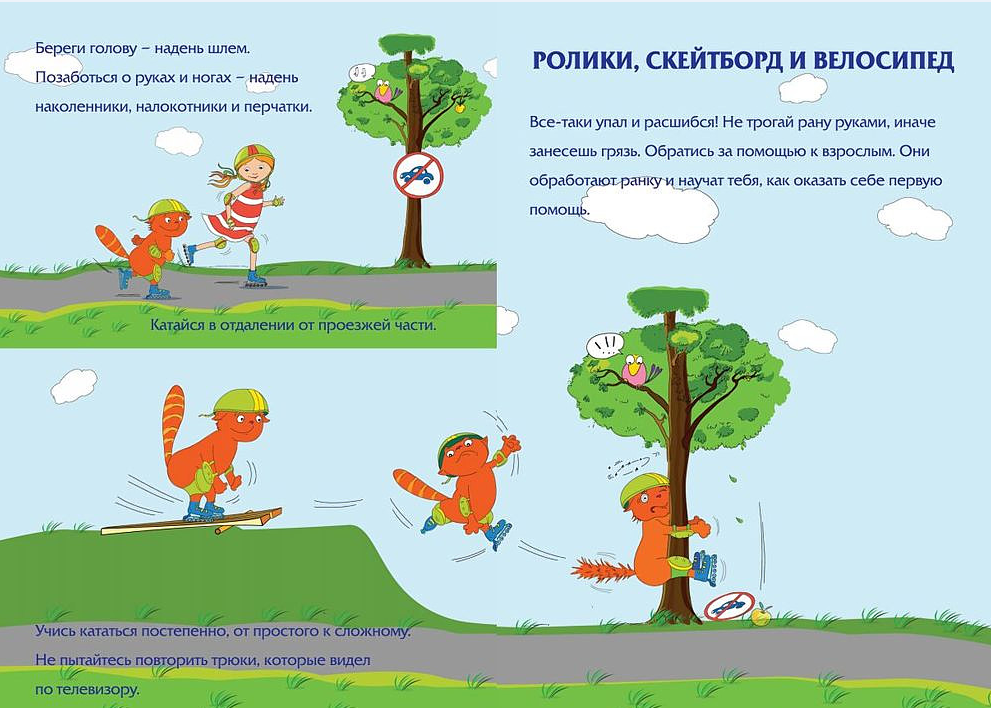 Береги голову – надень шлем.
Позаботься о руках и ногах – надень
наколенники, налокотники и перчатки.
Катайся в отдалении от проезжей части.
Учись кататься постепенно, от простого к сложному.
Не пытайтесь повторить трюки, которые видел
по телевизору.
РОЛИКИ, СКЕЙТБОРД И ВЕЛОСИПЕД
Все-таки упал и расшибся! Не трогай рану руками, иначе
занесешь грязь. Обратись за помощью к взрослым. Они
обработают ранку и научат тебя, как оказать себе первую
помощь.
!!!